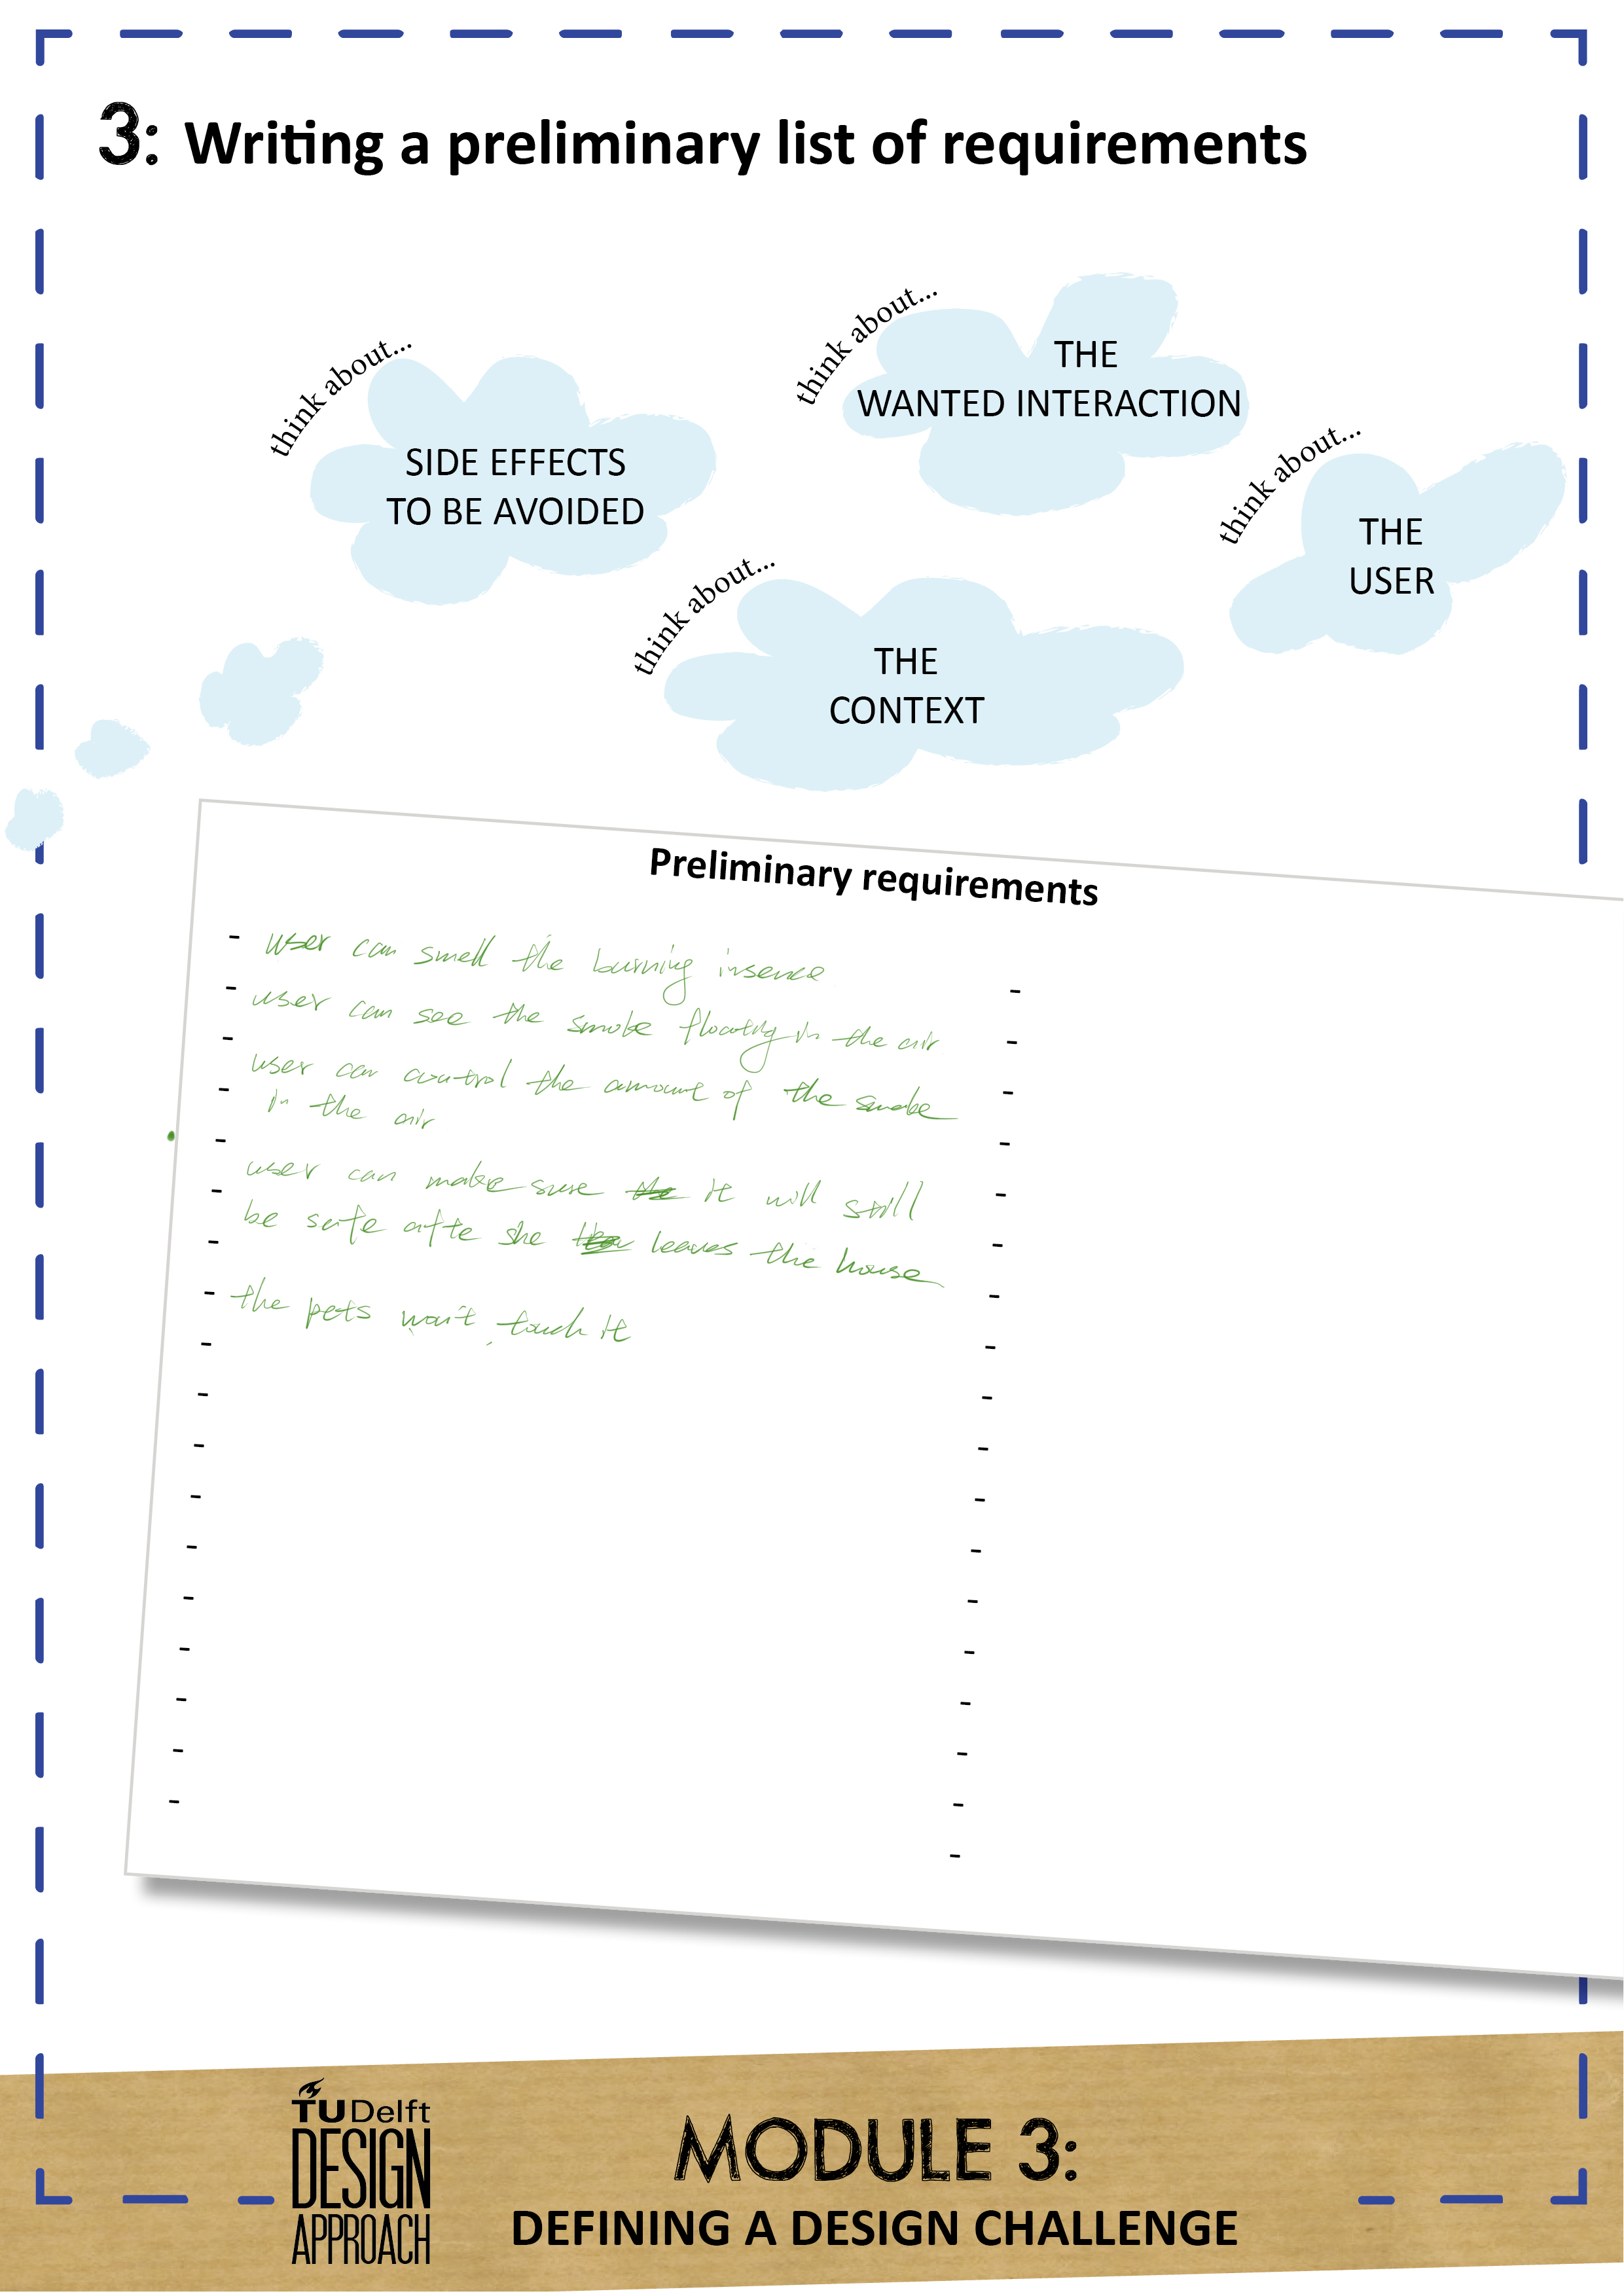 3: Writing a preliminary list of requirements
think about...
THE
WANTED INTERACTION
think about...
SIDE EFFECTS
TO BE AVOIDED
think about...
THE
USER
think about...
THE
CONTEXT
Preliminary requirements
- user can smell the burning insence
- user can see the smoke floating in the air
- user can control the amount of the smoke
- in the air
- user can make sure it will still
- be safe afte she leaves the house
- the pets won't touch it
TU Delft
DESIGN
APPROACH
MODULE 3:
DEFINING A DESIGN CHALLENGE